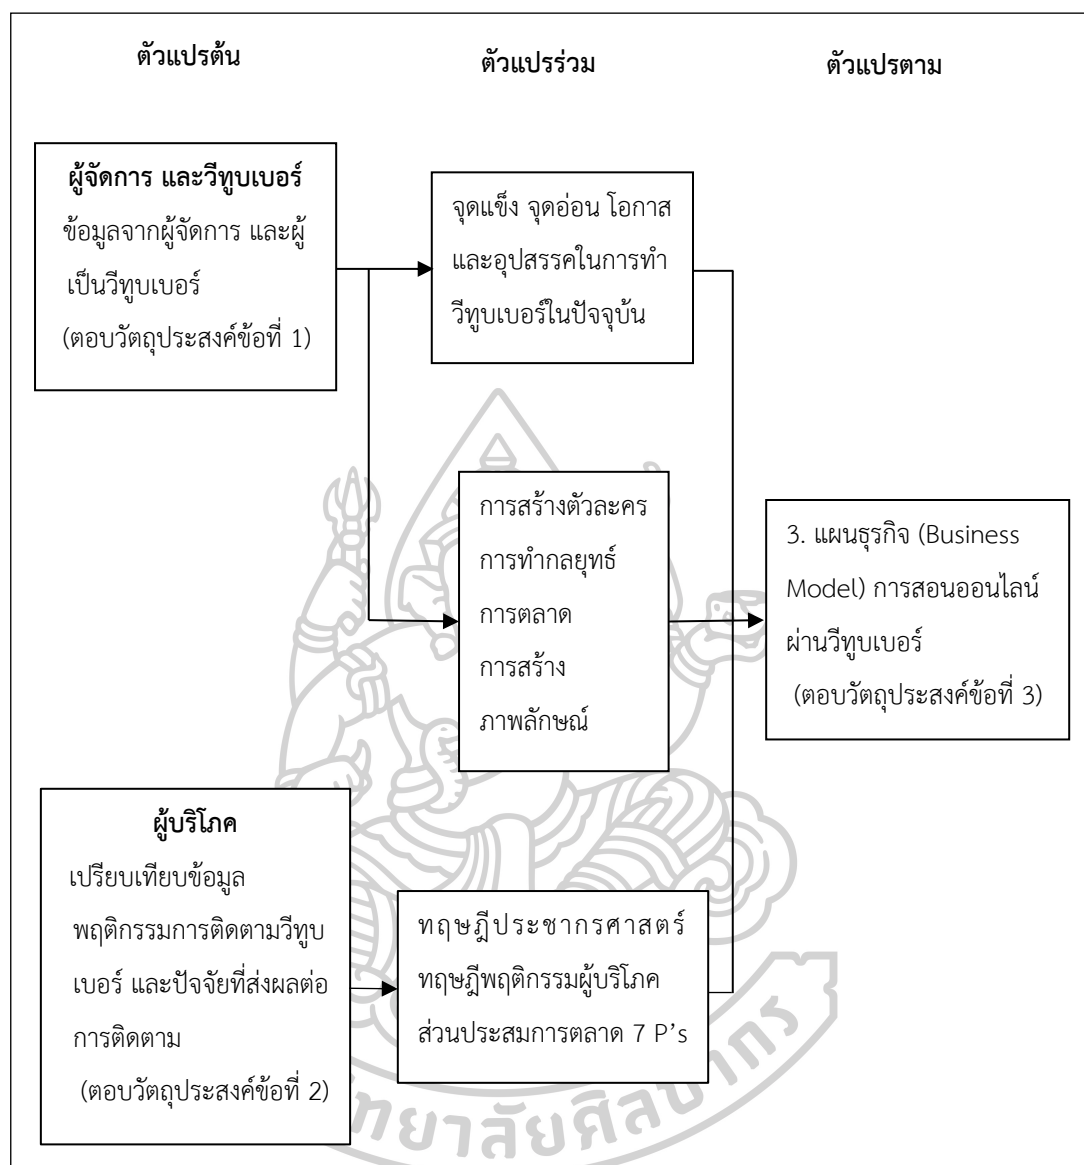 ตัวแปรต้น
ตัวแปรร่วม
ตัวแปรตาม
ผู้จัดการ และวีทูบเบอร์
ข้อมูลจากผู้จัดการ และผู้
เป็นวีทูบเบอร์
(ตอบวัตถุประสงค์ข้อที่ 1)
จุดแข็ง จุดอ่อน โอกาส
และอุปสรรคในการทำ
วีทูบเบอร์ในปัจจุบ้น
การสร้างตัวละคร
การทำกลยุทธ์
การตลาด
การสร้าง
ภาพลักษณ์
3. แผนธุรกิจ (Business
Model) การสอนออนไลน์
ผ่านวีทูบเบอร์
(ตอบวัตถุประสงค์ข้อที่ 3)
ผู้บริโภค
เปรียบเทียบข้อมูล
พฤติกรรมการติดตามวีทูบ
เบอร์ และปัจจัยที่ส่งผลต่อ
การติดตาม
(ตอบวัตถุประสงค์ข้อที่ 2)
ทฤษฎีประชากรศาสตร์
ทฤษฎีพฤติกรรมผู้บริโภค
ส่วนประสมการตลาด 7 P's
ทยาลัยศิลปากร